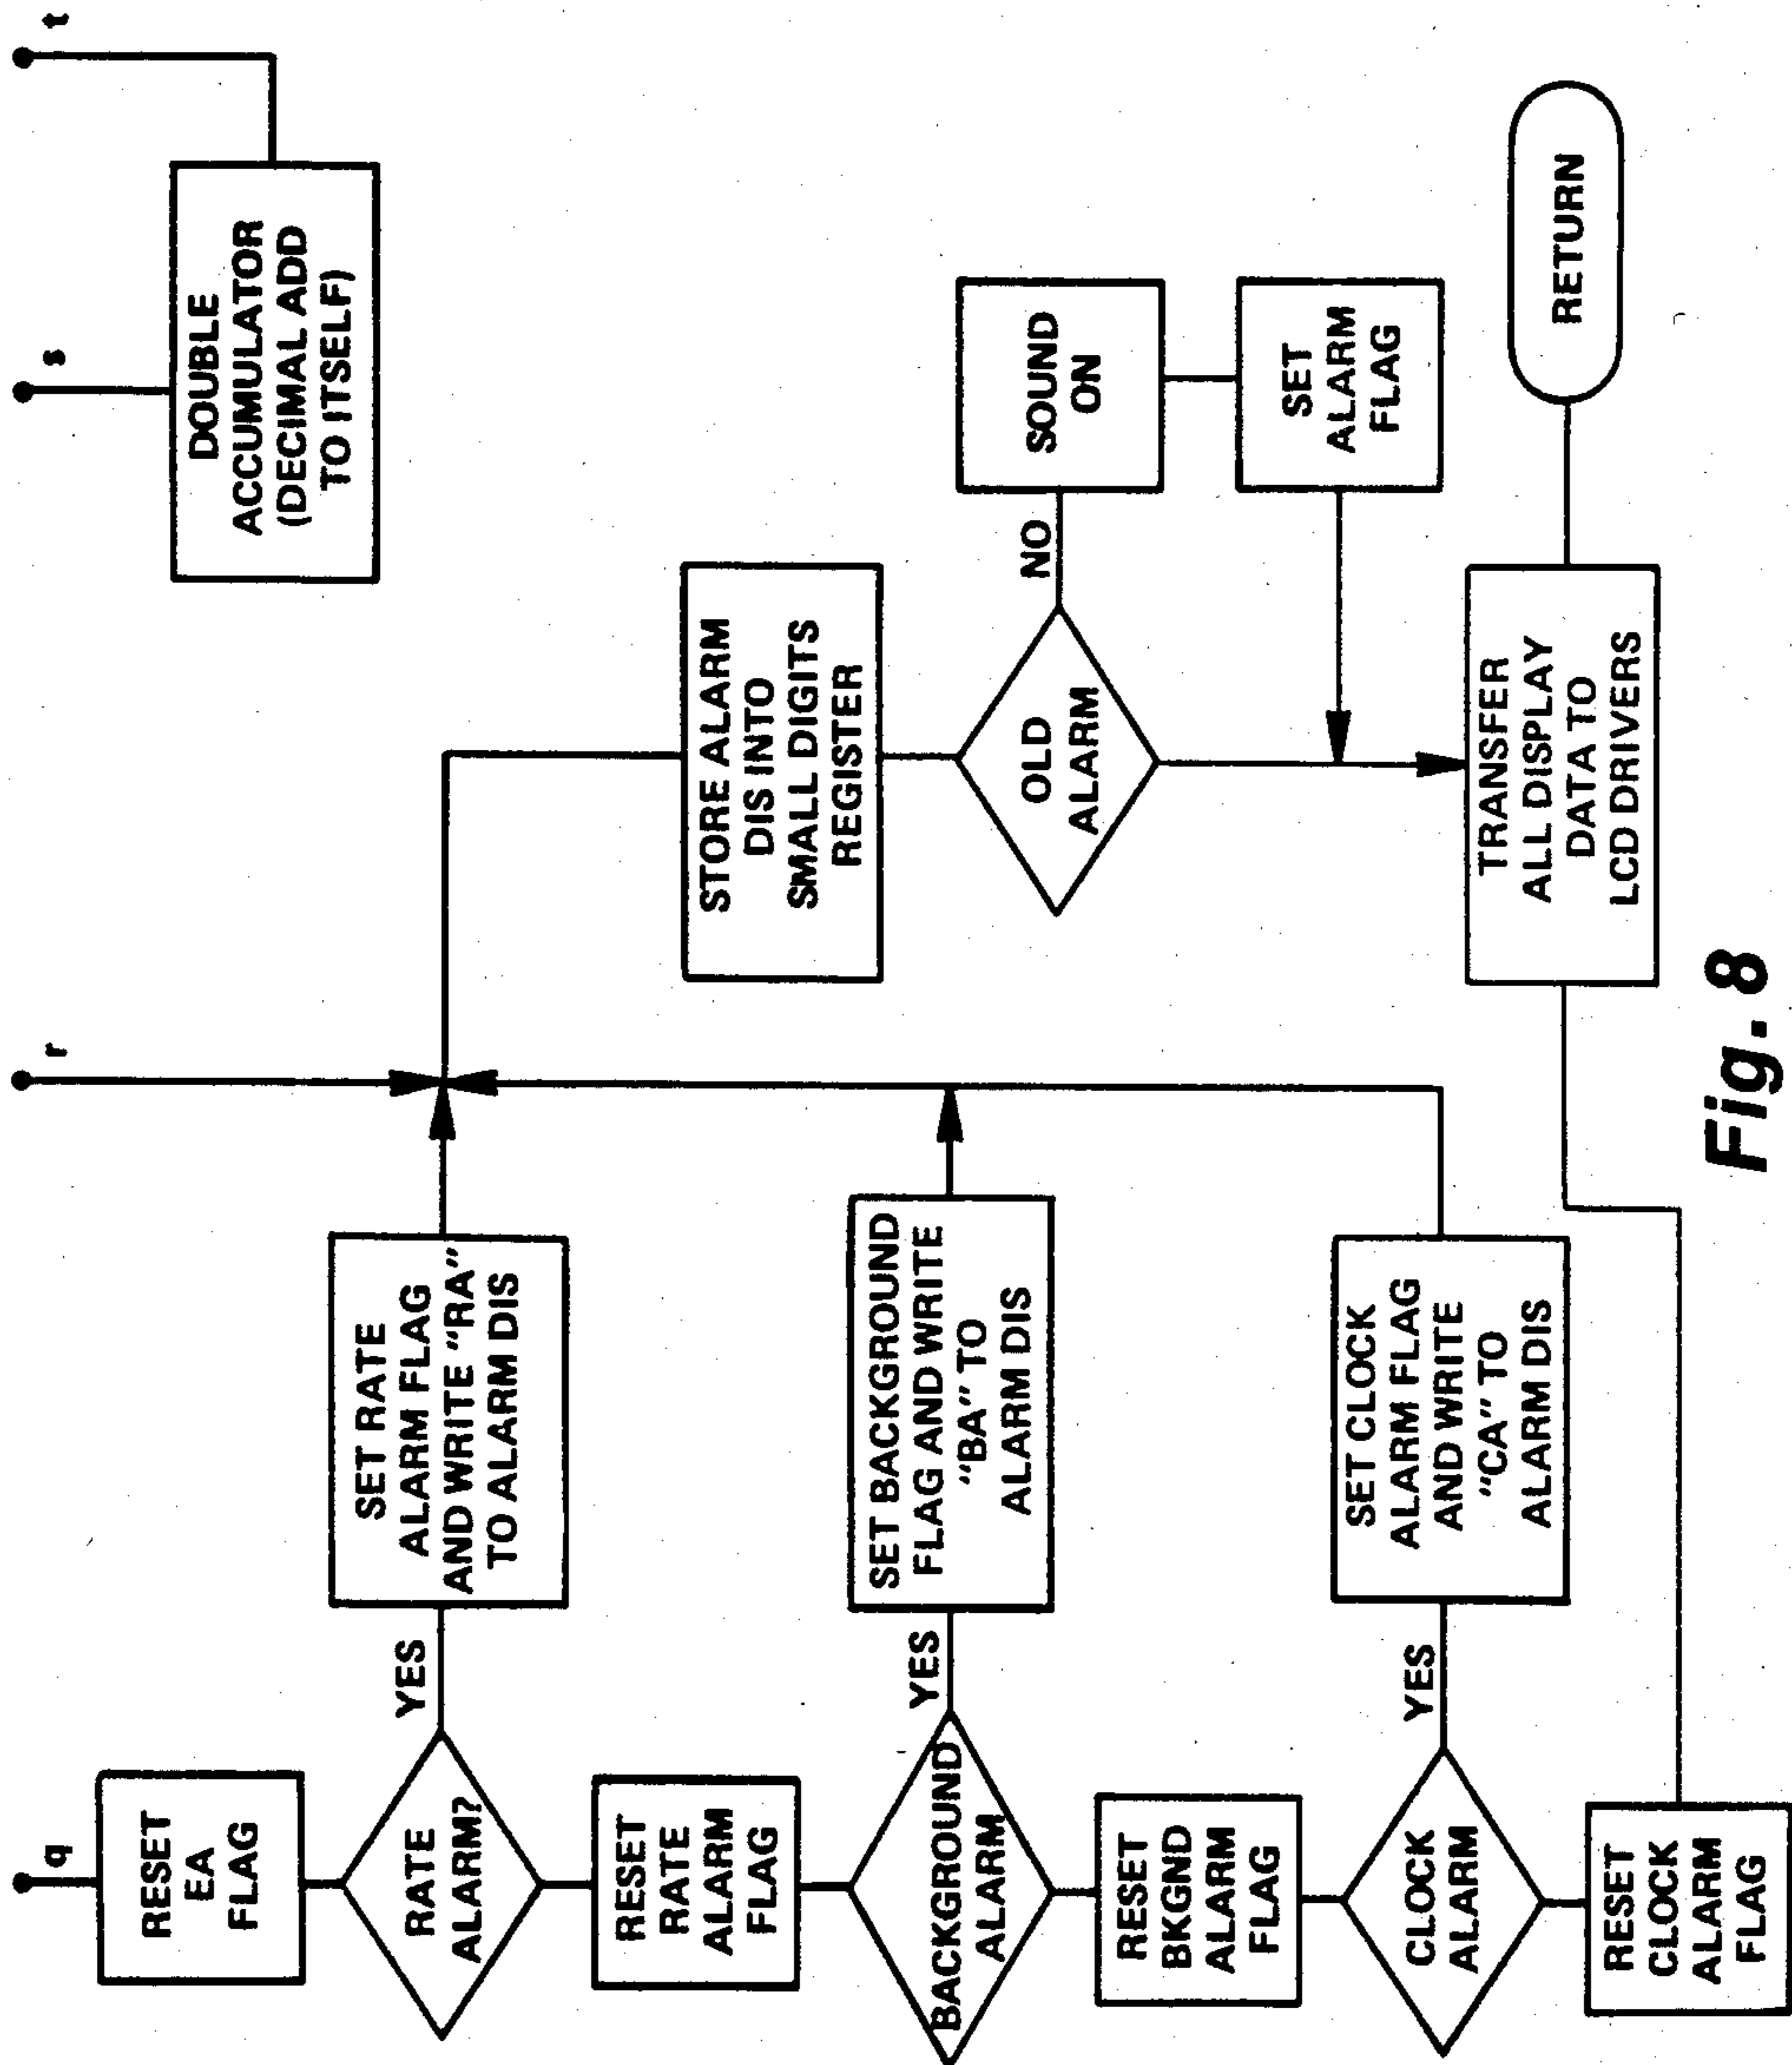 q
r
s
t
RESET
EA
FLAG
RATE
ALARM?
YES
SET RATE
ALARM FLAG
AND WRITE "RA"
TO ALARM DIS
RESET
RATE
ALARM
FLAG
BACKGROUND
ALARM
YES
SET BACKGROUND
FLAG AND WRITE
"BA" TO
ALARM DIS
RESET
BKGND
ALARM
FLAG
CLOCK
ALARM
YES
SET CLOCK
ALARM FLAG
AND WRITE
"CA" TO
ALARM DIS
RESET
CLOCK
ALARM
FLAG
STORE ALARM
DIS INTO
SMALL DIGITS
REGISTER
OLD
ALARM
NO
SOUND
ON
SET
ALARM
FLAG
TRANSFER
ALL DISPLAY
DATA TO
LCD DRIVERS
RETURN
DOUBLE
ACCUMULATOR
(DECIMAL ADD
TO ITSELF)
Fig. 8